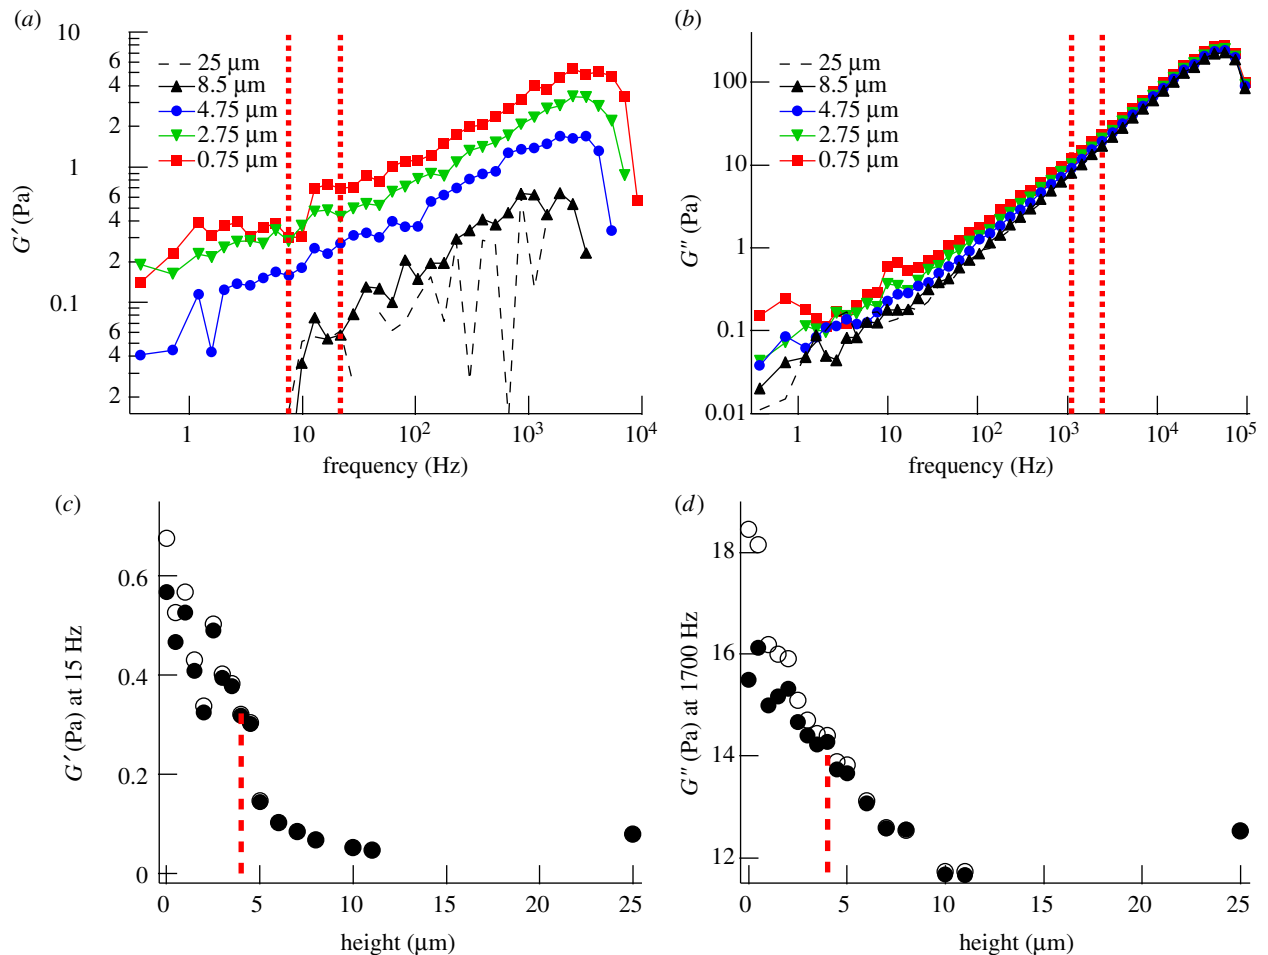 (a)
10
6
4
2
1
6
4
2
0.1
6
4
2
G′ (Pa)
25 µm
8.5 µm
4.75 µm
2.75 µm
0.75 µm
1
10
10²
10³
10⁴
frequency (Hz)
(b)
100
10
1
0.1
0.01
G″ (Pa)
25 µm
8.5 µm
4.75 µm
2.75 µm
0.75 µm
1
10
10²
10³
10⁴
10⁵
frequency (Hz)
(c)
0.6
0.4
0.2
0
G′ (Pa) at 15 Hz
0
5
10
15
20
25
height (µm)
(d)
18
16
14
12
G″ (Pa) at 1700 Hz
0
5
10
15
20
25
height (µm)